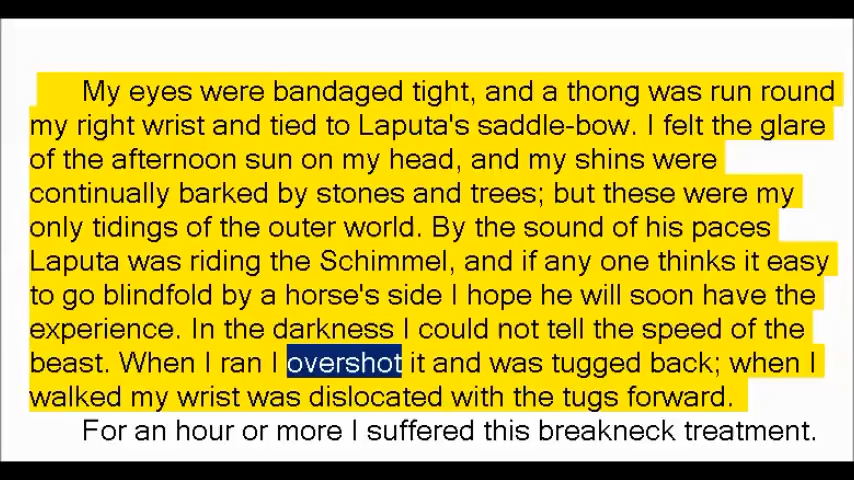 My eyes were bandaged tight, and a thong was run round
my right wrist and tied to Laputa's saddle-bow. I felt the glare
of the afternoon sun on my head, and my shins were
continually barked by stones and trees; but these were my
only tidings of the outer world. By the sound of his paces
Laputa was riding the Schimmel, and if any one thinks it easy
to go blindfold by a horse's side I hope he will soon have the
experience. In the darkness I could not tell the speed of the
beast. When I ran I overshot it and was tugged back; when I
walked my wrist was dislocated with the tugs forward.
For an hour or more I suffered this breakneck treatment.